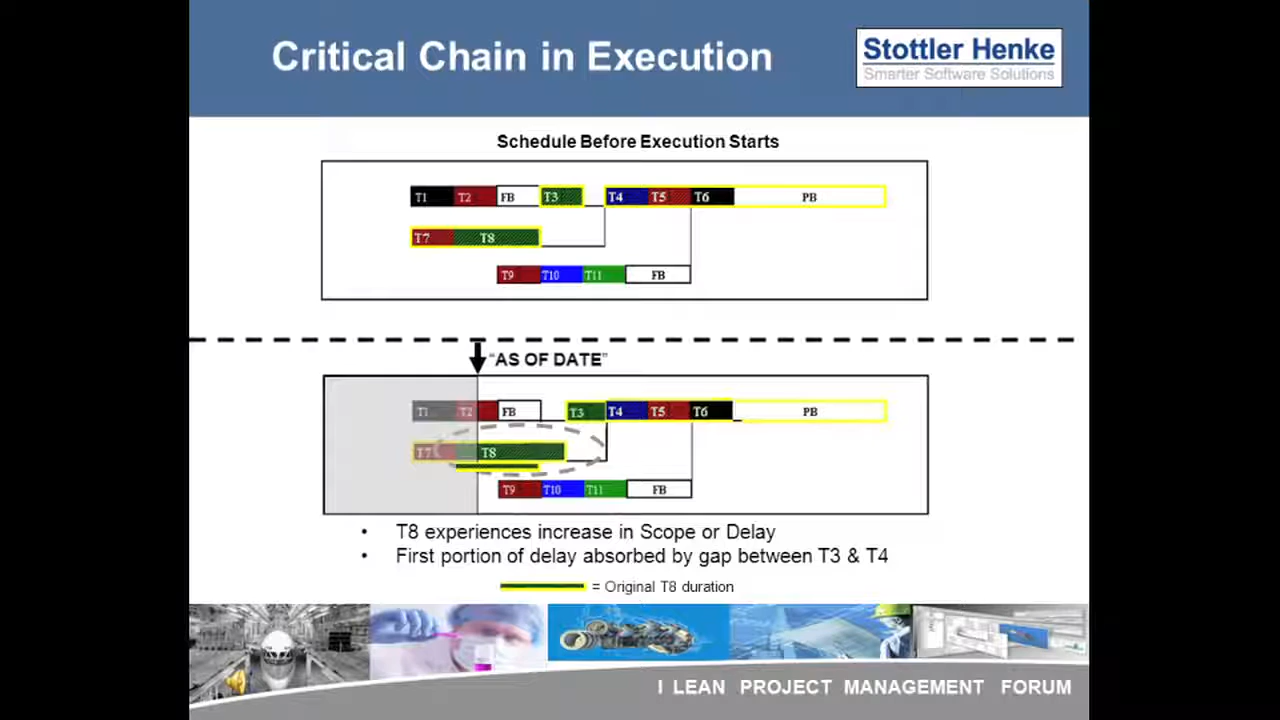 Critical Chain in Execution
Stottler Henke
Smarter Software Solutions
Schedule Before Execution Starts
T1 T2 FB T3 T4 T5 T6 PB
T7 T8
T9 T10 T11 FB
"AS OF DATE"
T1 T2 FB T3 T4 T5 T6 PB
T7 T8
T9 T10 T11 FB
• T8 experiences increase in Scope or Delay
• First portion of delay absorbed by gap between T3 & T4
= Original T8 duration
I LEAN PROJECT MANAGEMENT FORUM